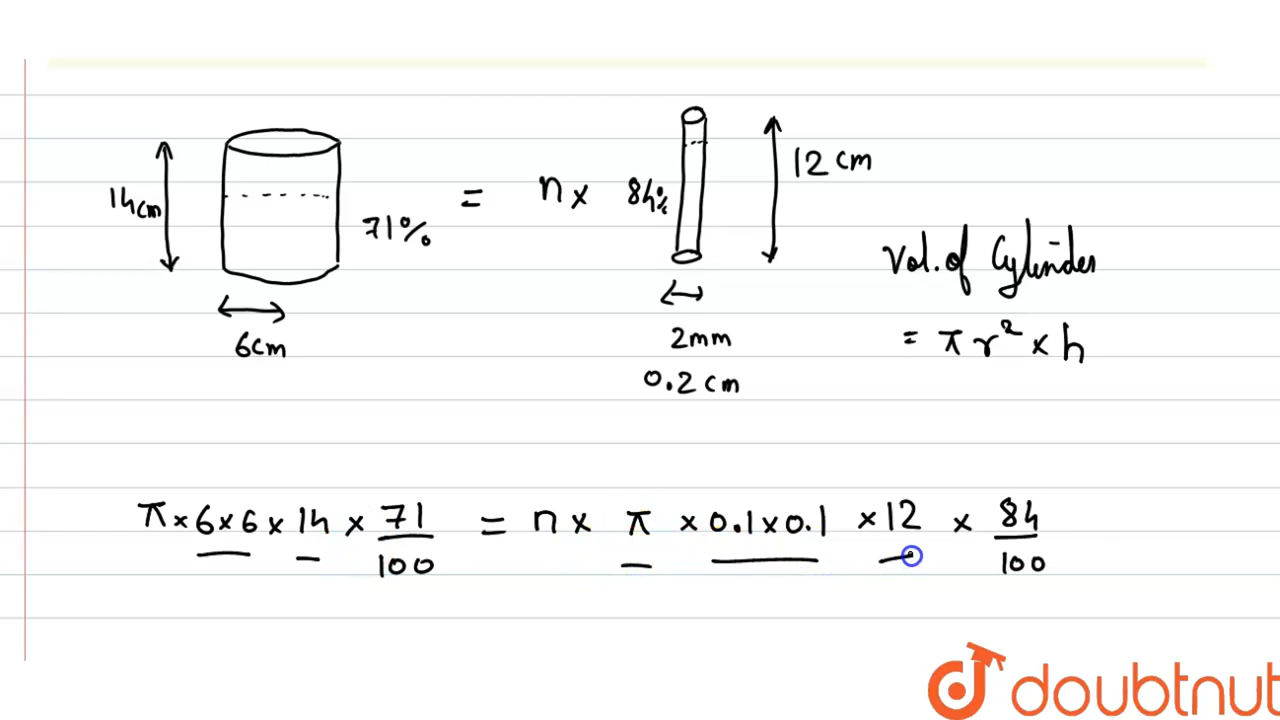 14cm
71%
6cm
= n × 84%
12 cm
2mm
0.2 cm
Vol. of Cylinder
= π r² × h
π × 6 × 6 × 14 × 71/100 = n × π × 0.1 × 0.1 × 12 × 84/100
doubtnut